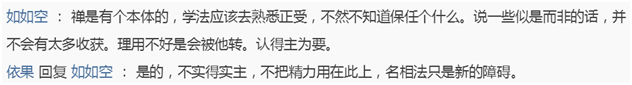 如如空 ： 禅是有个本体的，学法应该去熟悉正受，不然不知道保任个什么。说一些似是而非的话，并
不会有太多收获。理用不好是会被他转。认得主为要。
依果 回复 如如空 ： 是的，不实得实主，不把精力用在此上，名相法只是新的障碍。